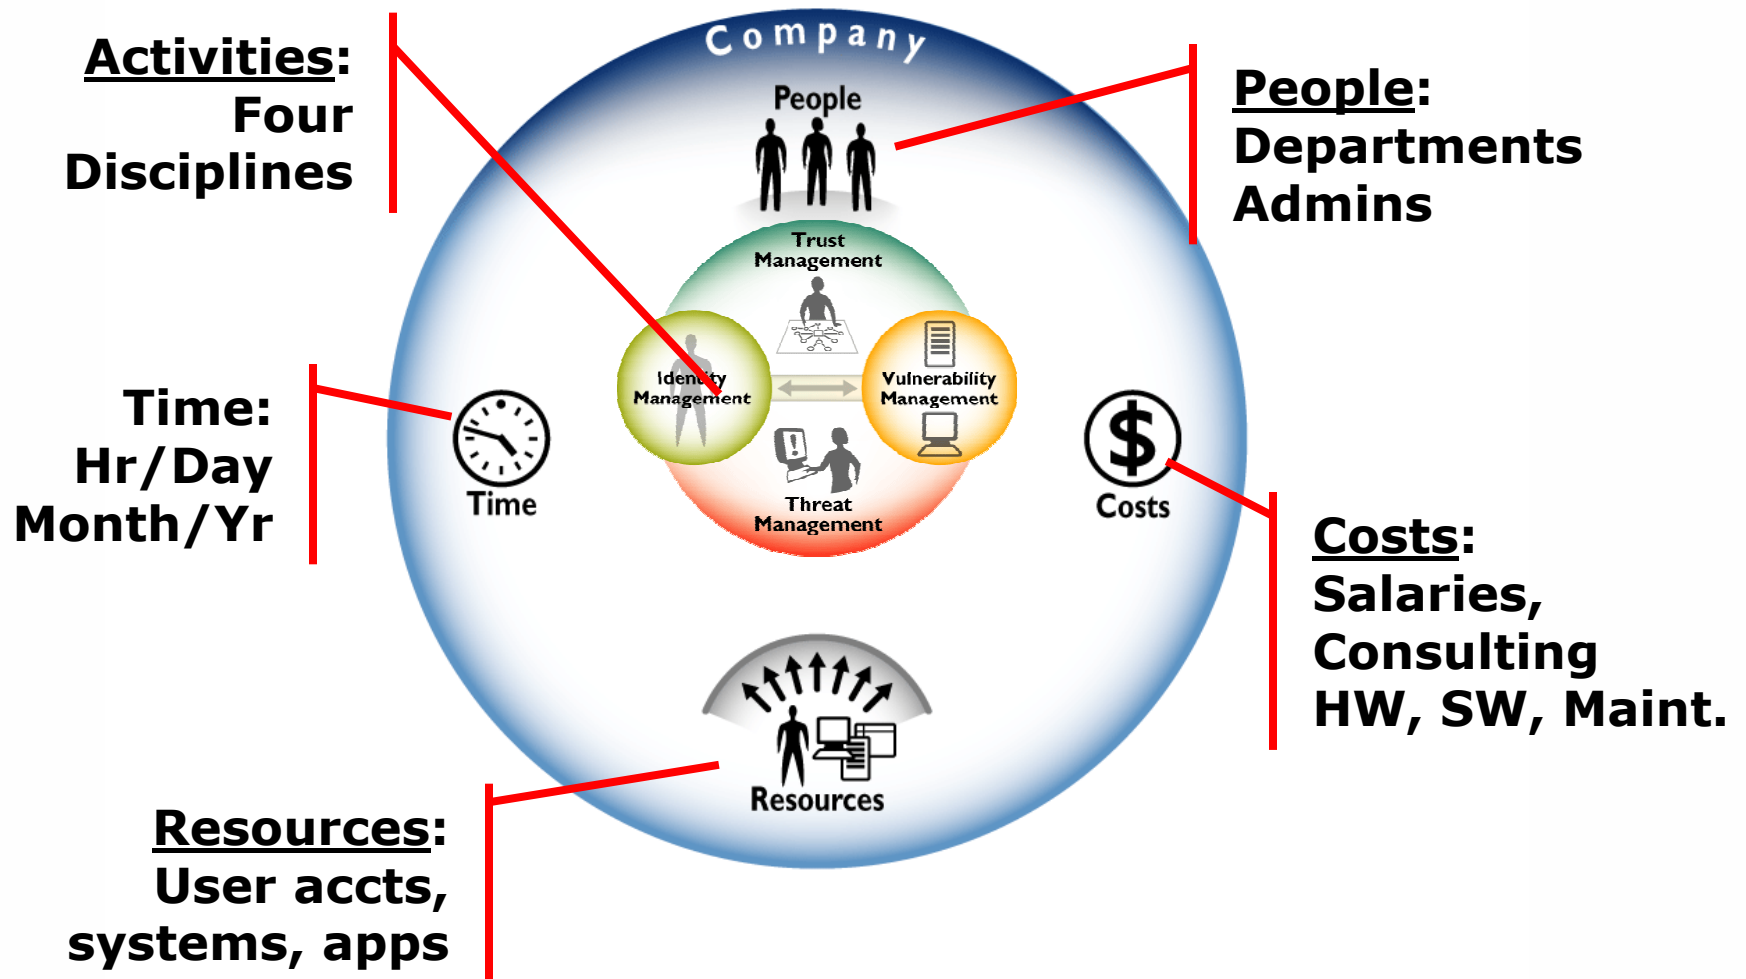 Company
Activities:
Four
Disciplines
People
People:
Departments
Admins
Trust
Management
Identity
Management
Vulnerability
Management
Threat
Management
Time:
Hr/Day
Month/Yr
Time
Costs
Costs:
Salaries,
Consulting
HW, SW, Maint.
Resources
Resources:
User accts,
systems, apps